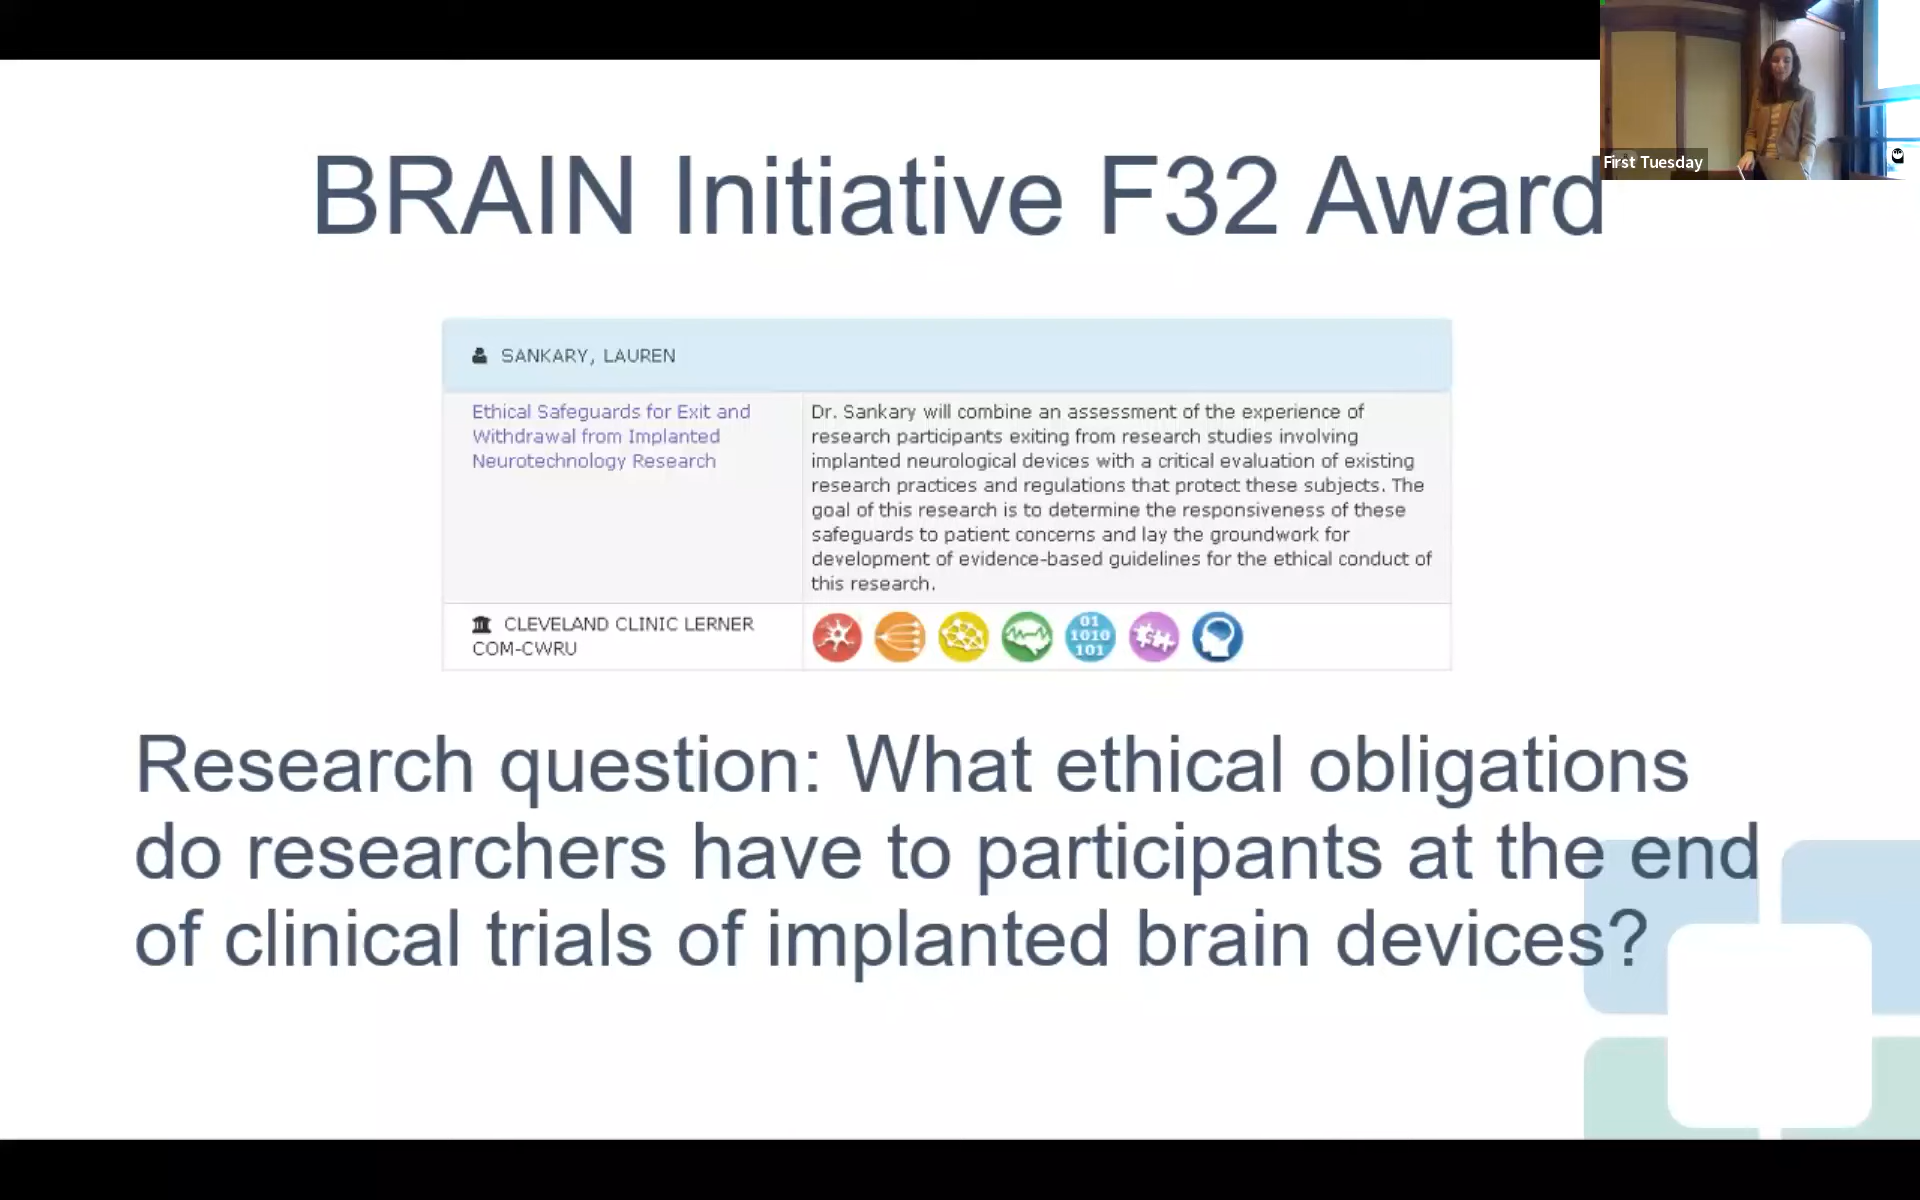 First Tuesday
BRAIN Initiative F32 Award
SANKARY, LAUREN
Ethical Safeguards for Exit and
Withdrawal from Implanted
Neurotechnology Research
Dr. Sankary will combine an assessment of the experience of
research participants exiting from research studies involving
implanted neurological devices with a critical evaluation of existing
research practices and regulations that protect these subjects. The
goal of this research is to determine the responsiveness of these
safeguards to patient concerns and lay the groundwork for
development of evidence-based guidelines for the ethical conduct of
this research.
CLEVELAND CLINIC LERNER
COM-CWRU
01
1010
101
Research question: What ethical obligations
do researchers have to participants at the end
of clinical trials of implanted brain devices?